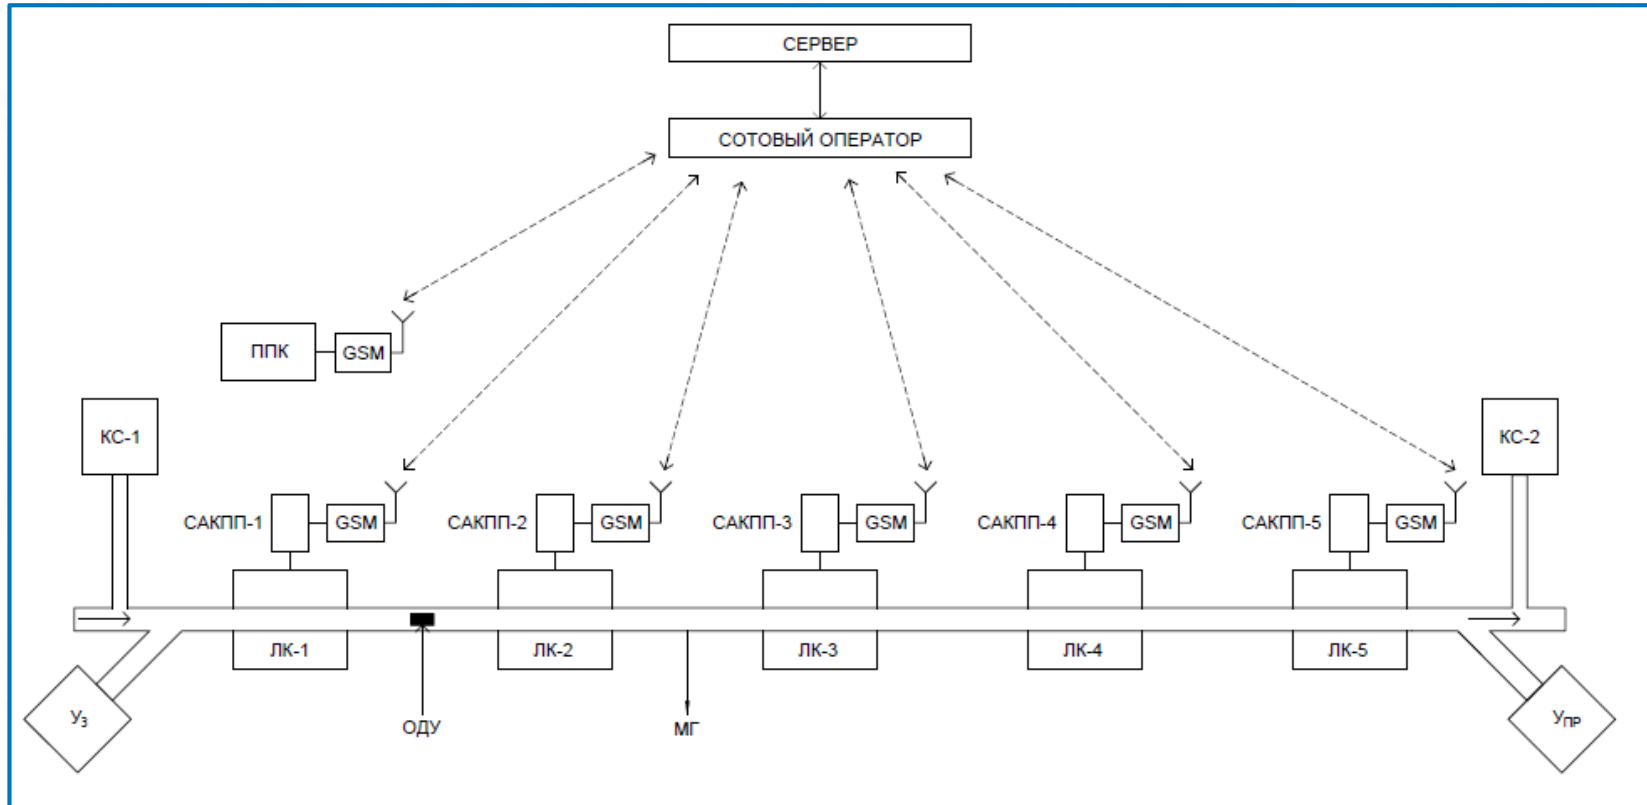 СЕРВЕР
СОТОВЫЙ ОПЕРАТОР
ППК
GSM
КС-1
КС-2
САКПП-1
GSM
САКПП-2
GSM
САКПП-3
GSM
САКПП-4
GSM
САКПП-5
GSM
ЛК-1
ЛК-2
ЛК-3
ЛК-4
ЛК-5
УЗ
ОДУ
МГ
УПР